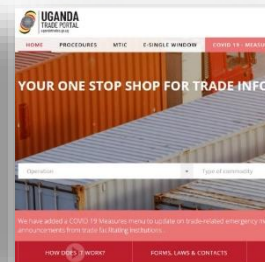 UGANDA
TRADE PORTAL
HOME PROCEDURES MTIC E-SINGLE WINDOW COVID 19 - MEASU
YOUR ONE STOP SHOP FOR TRADE INFO
Operation Type of commodity
We have added a COVID 19 Measures menu to update on trade-related emergency m
announcements from trade facilitating institutions.
HOW DOES IT WORK? FORMS, LAWS & CONTACTS